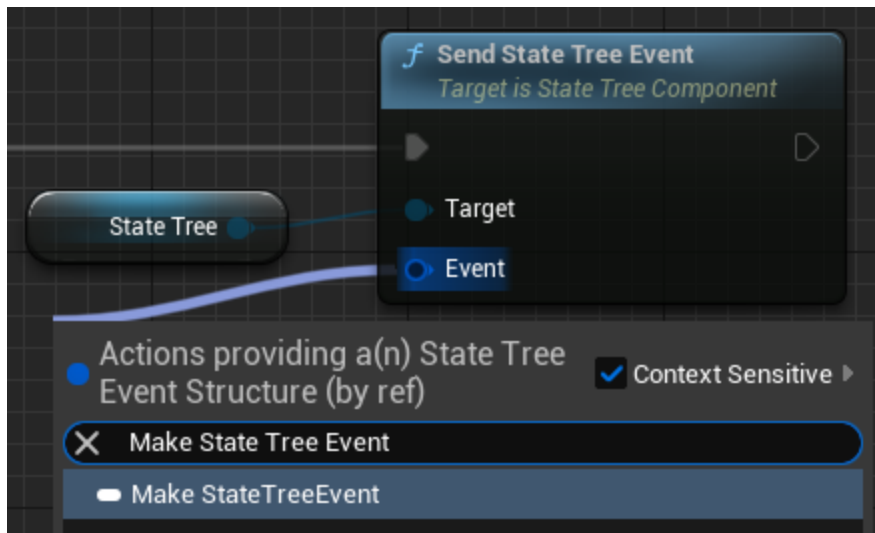 Send State Tree Event
Target is State Tree Component
State Tree
Target
Event
Actions providing a(n) State Tree
Event Structure (by ref)
Context Sensitive
Make State Tree Event
Make StateTreeEvent